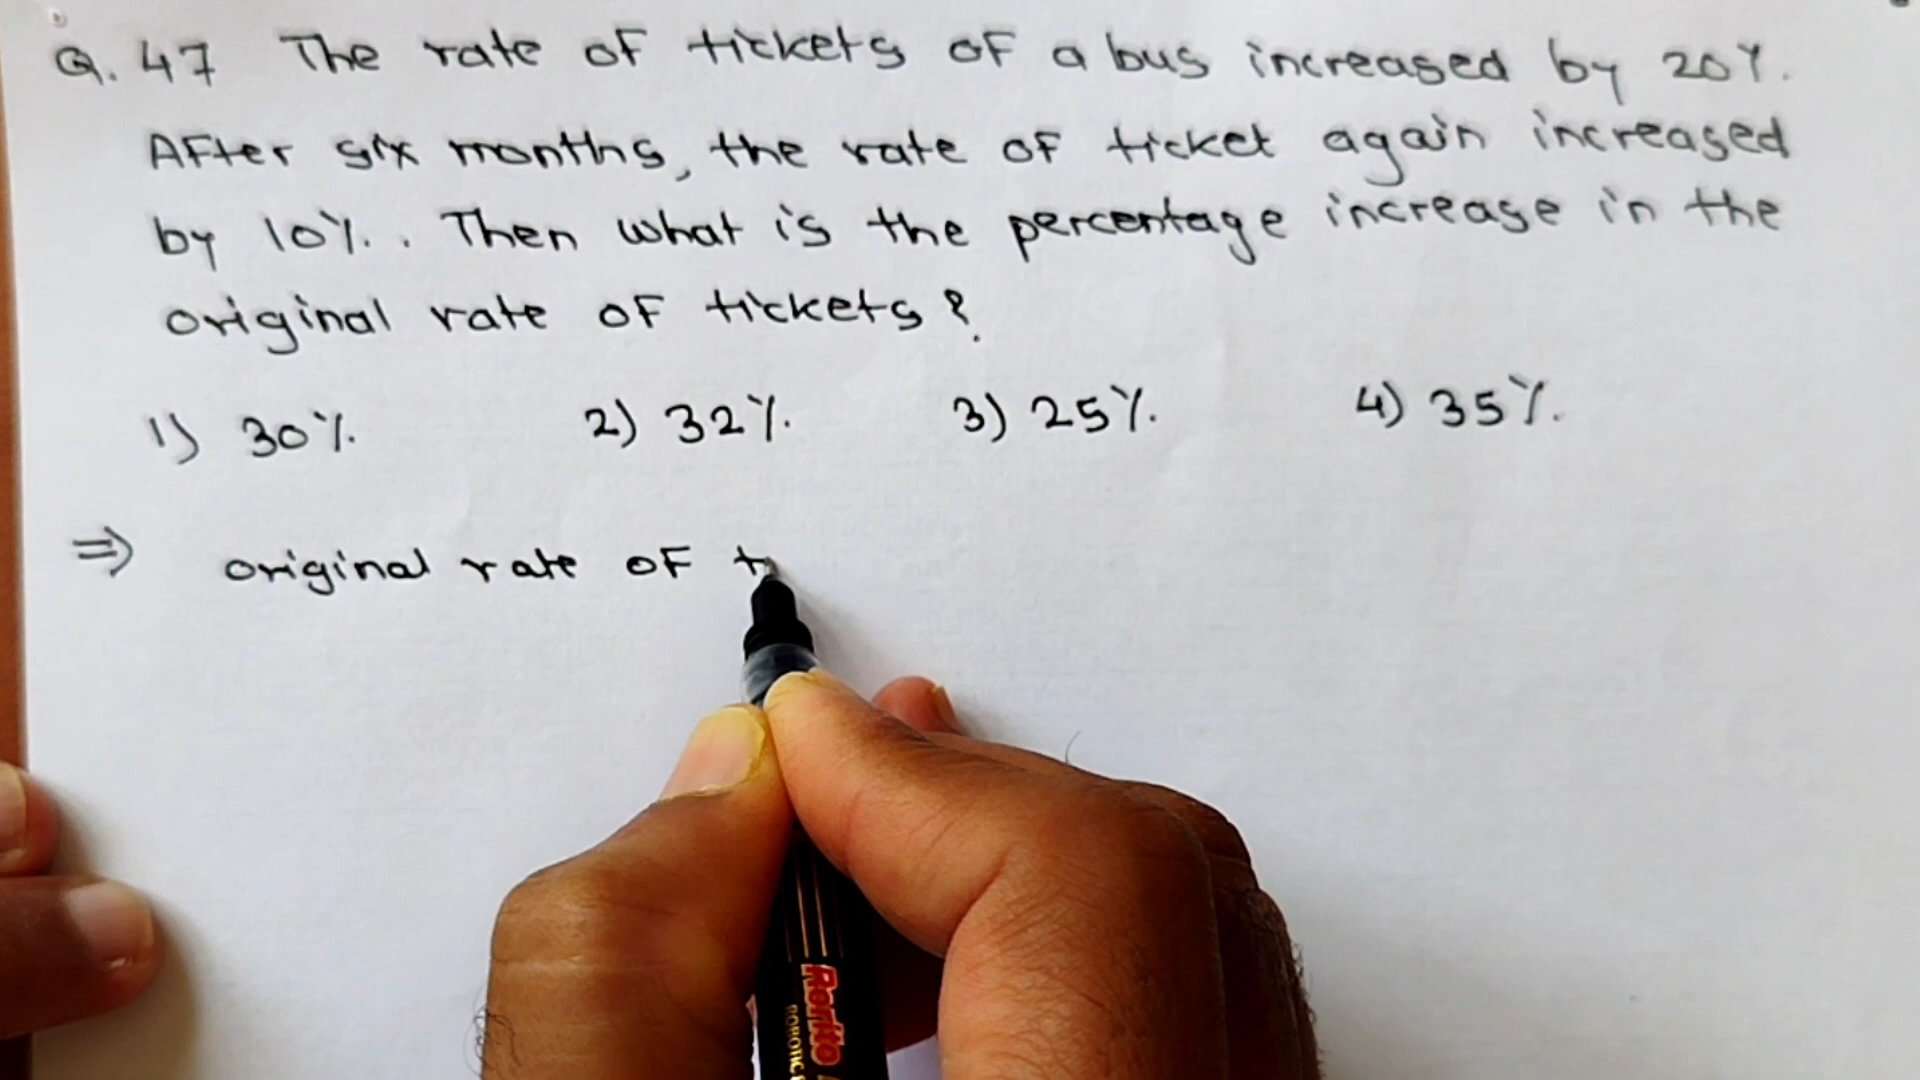 Q. 47 The rate of tickets of a bus increased by 20%.
After six months, the rate of ticket again increased
by 10%.. Then what is the percentage increase in the
original rate of tickets?
1) 30% 2) 32% 3) 25% 4) 35%
⇒ original rate of t
Rorito